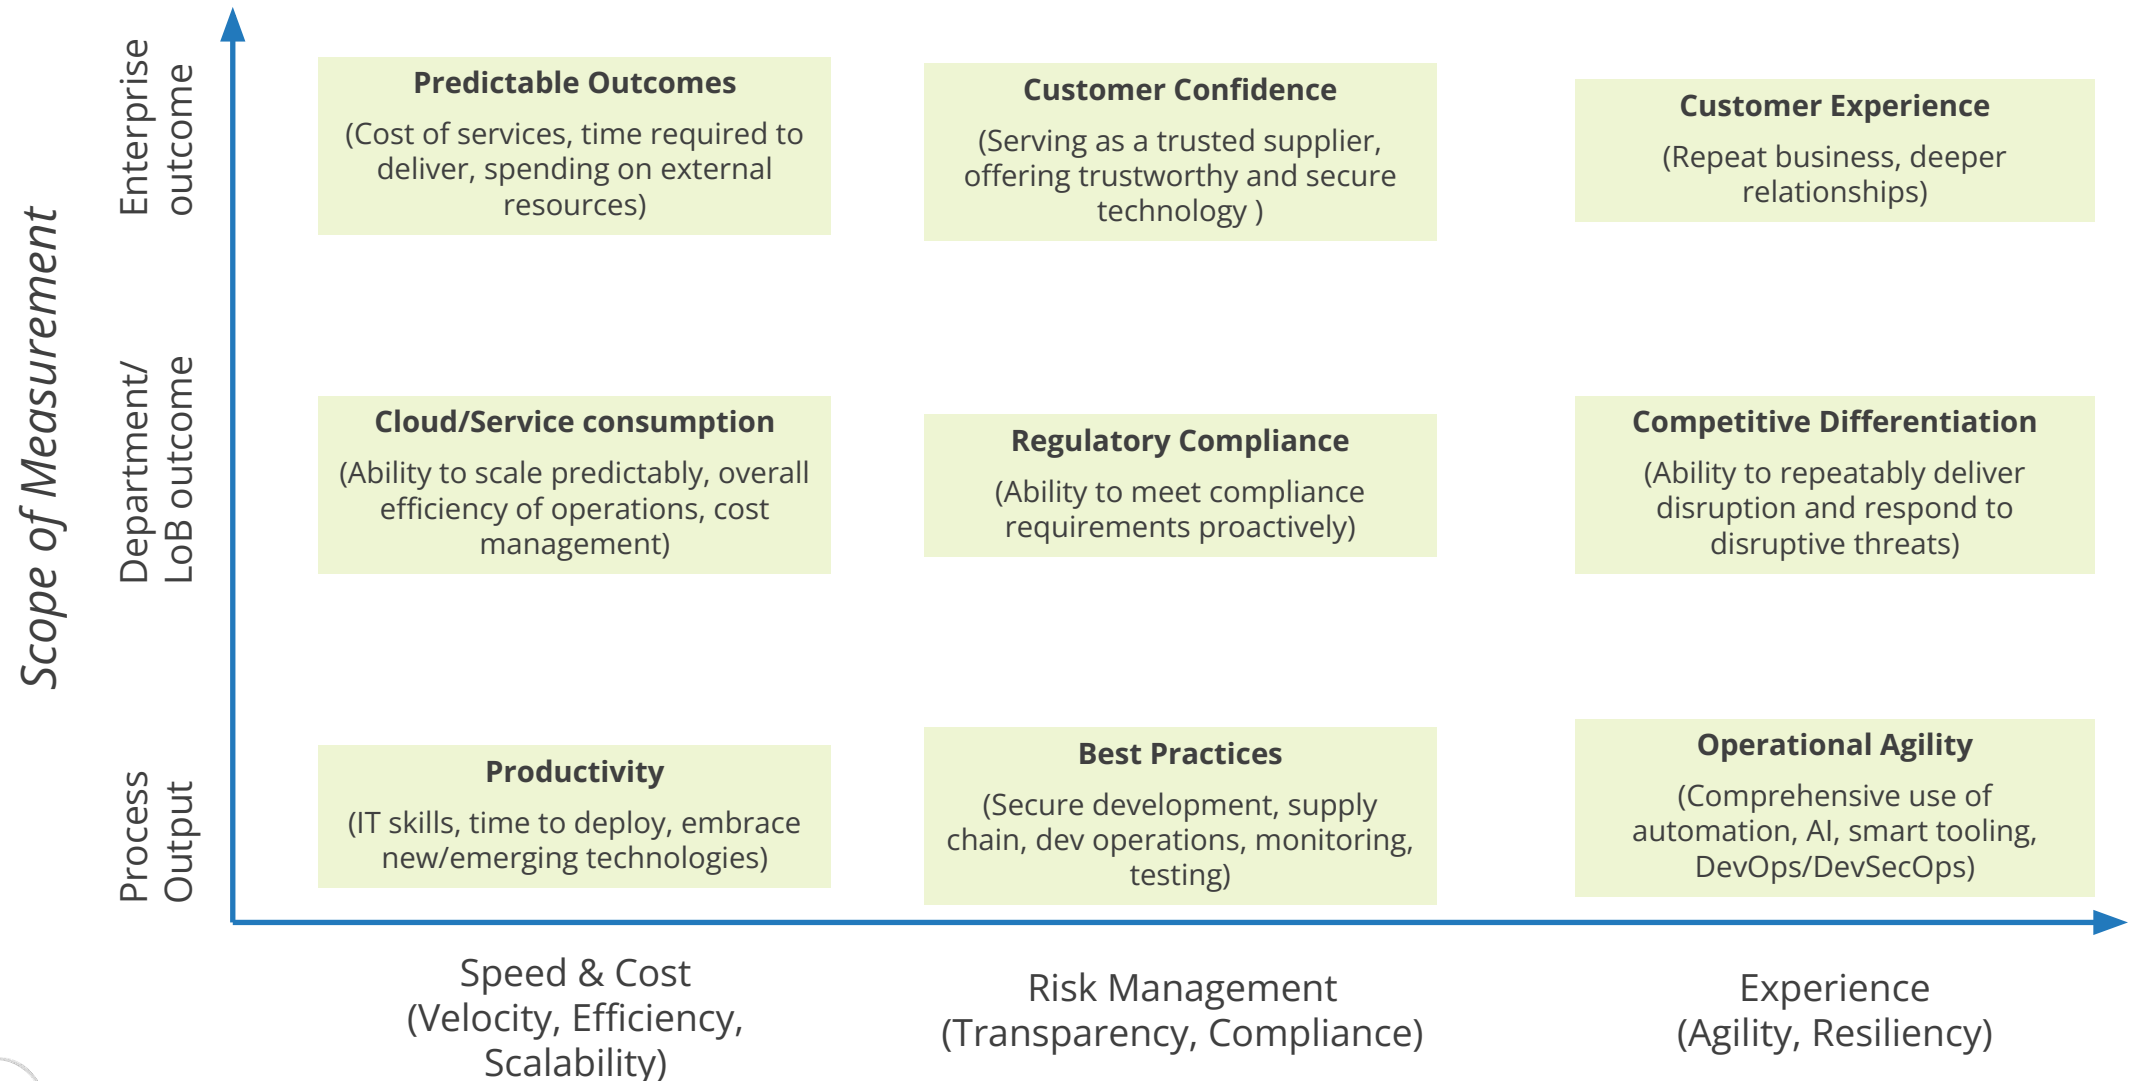 Scope of Measurement
Enterprise
outcome
Predictable Outcomes
(Cost of services, time required to
deliver, spending on external
resources)
Customer Confidence
(Serving as a trusted supplier,
offering trustworthy and secure
technology )
Customer Experience
(Repeat business, deeper
relationships)
Department/
LoB outcome
Cloud/Service consumption
(Ability to scale predictably, overall
efficiency of operations, cost
management)
Regulatory Compliance
(Ability to meet compliance
requirements proactively)
Competitive Differentiation
(Ability to repeatably deliver
disruption and respond to
disruptive threats)
Process
Output
Productivity
(IT skills, time to deploy, embrace
new/emerging technologies)
Best Practices
(Secure development, supply
chain, dev operations, monitoring,
testing)
Operational Agility
(Comprehensive use of
automation, AI, smart tooling,
DevOps/DevSecOps)
Speed & Cost
(Velocity, Efficiency,
Scalability)
Risk Management
(Transparency, Compliance)
Experience
(Agility, Resiliency)